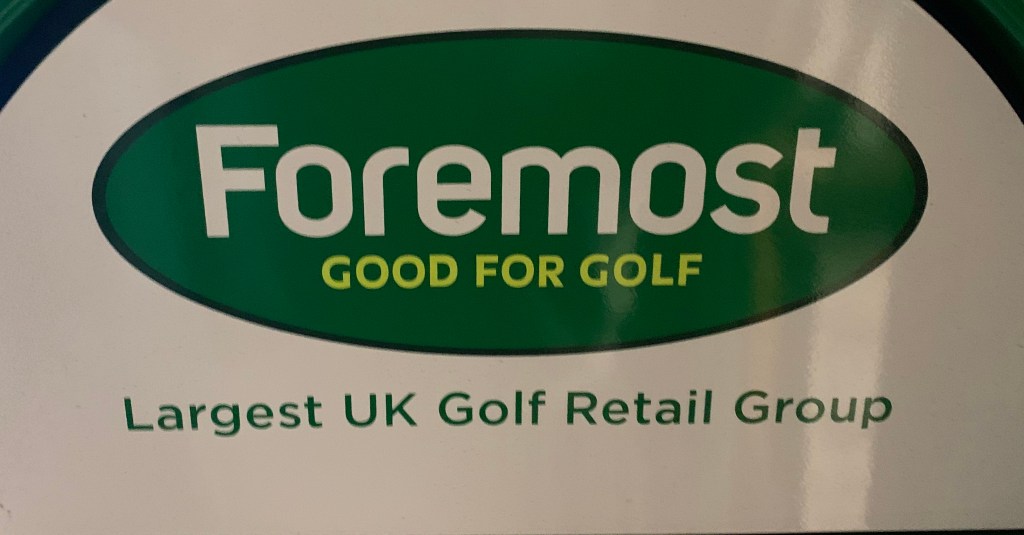 Foremost
GOOD FOR GOLF
Largest UK Golf Retail Group